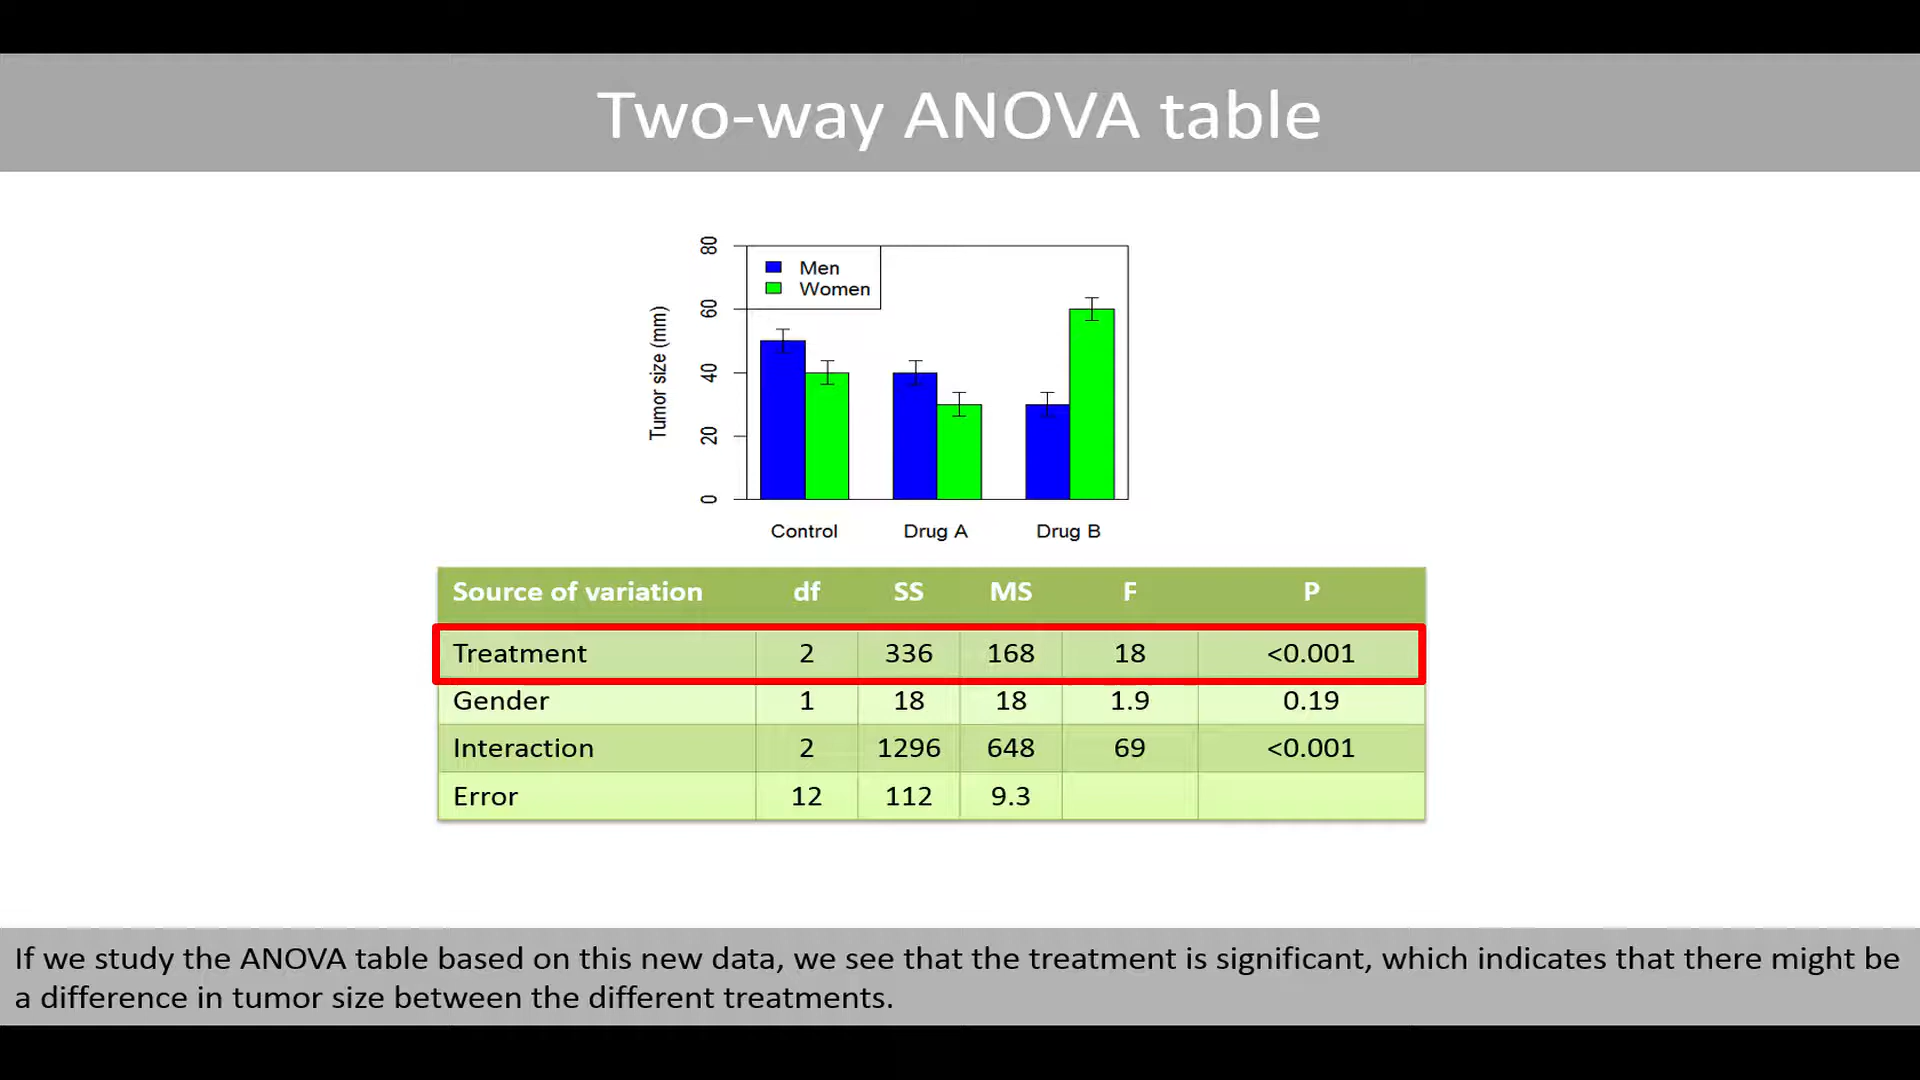 Two-way ANOVA table
80
60
40
20
0
Tumor size (mm)
Men
Women
Control Drug A Drug B
Source of variation df SS MS F P
Treatment 2 336 168 18 <0.001
Gender 1 18 18 1.9 0.19
Interaction 2 1296 648 69 <0.001
Error 12 112 9.3
If we study the ANOVA table based on this new data, we see that the treatment is significant, which indicates that there might be
a difference in tumor size between the different treatments.